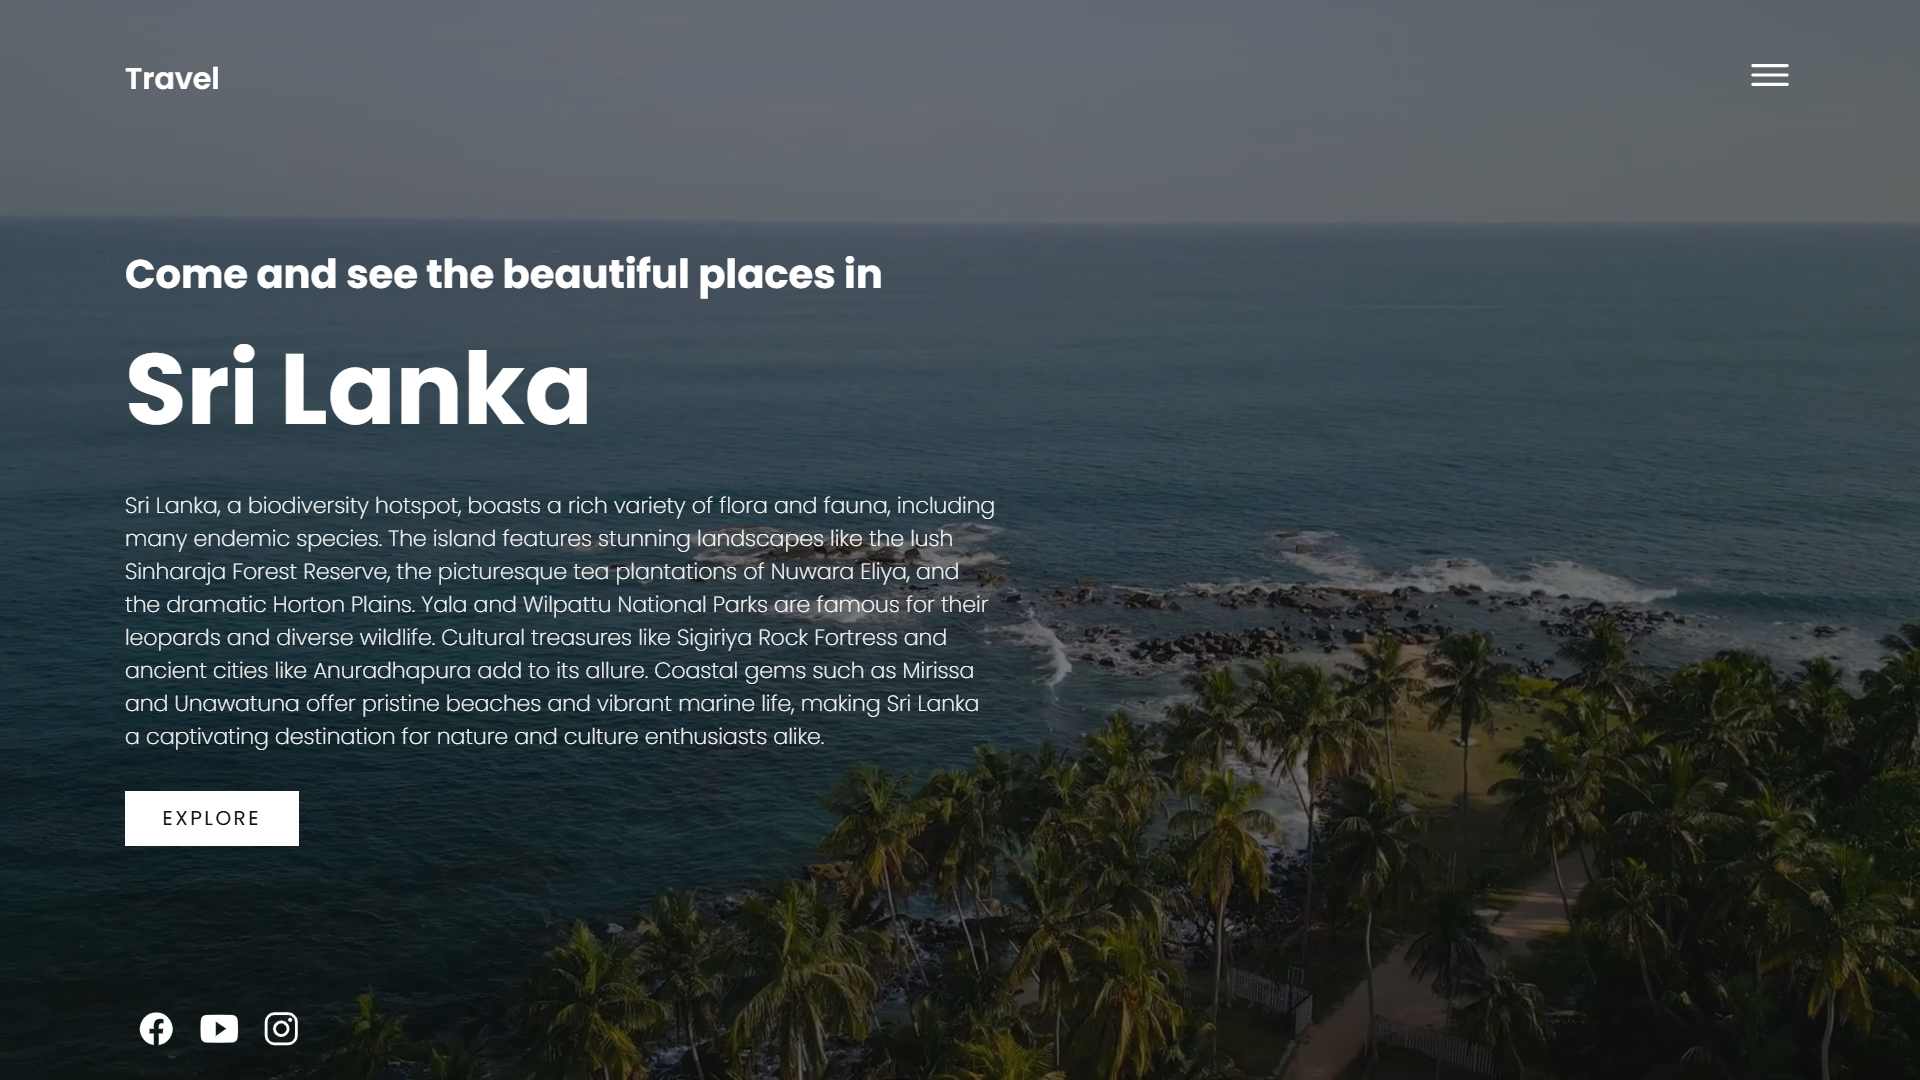 Travel
Come and see the beautiful places in
Sri Lanka
Sri Lanka, a biodiversity hotspot, boasts a rich variety of flora and fauna, including
many endemic species. The island features stunning landscapes like the lush
Sinharaja Forest Reserve, the picturesque tea plantations of Nuwara Eliya, and
the dramatic Horton Plains. Yala and Wilpattu National Parks are famous for their
leopards and diverse wildlife. Cultural treasures like Sigiriya Rock Fortress and
ancient cities like Anuradhapura add to its allure. Coastal gems such as Mirissa
and Unawatuna offer pristine beaches and vibrant marine life, making Sri Lanka
a captivating destination for nature and culture enthusiasts alike.
EXPLORE